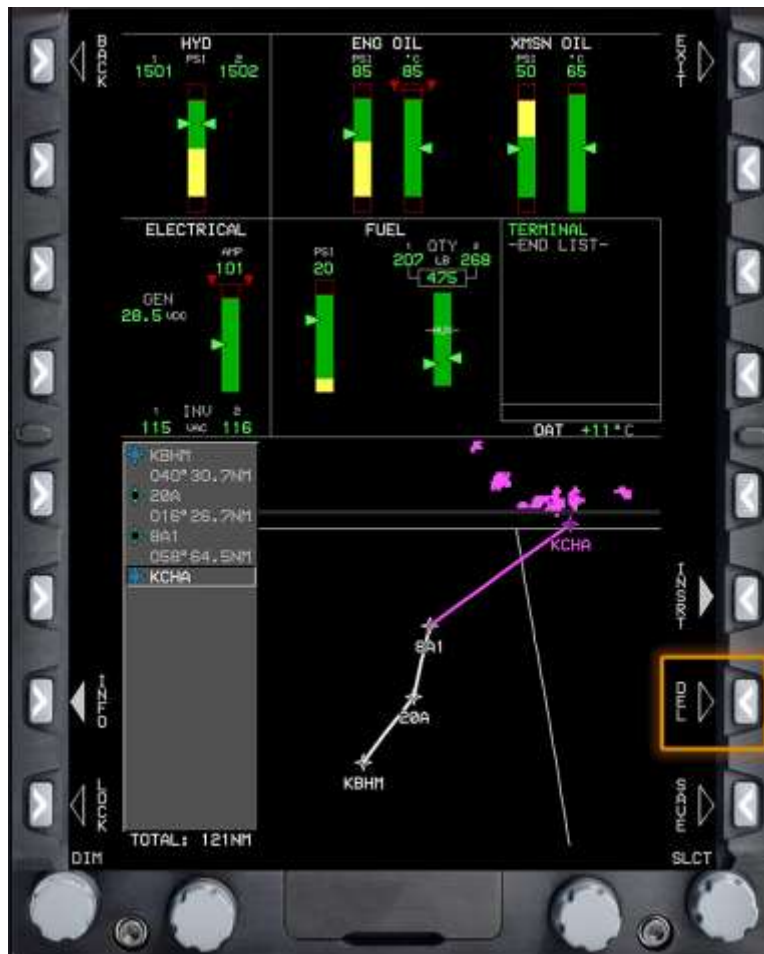 BACK
HYD
1 PSI 2
1501 1502
ENG OIL
PSI °C
85 85
XMSN OIL
PSI °C
50 65
EXIT
ELECTRICAL
AMP
101
GEN
28.5 VDC
1 INV 2
115 VAC 116
FUEL
PSI
20
1 QTY 2
207 LB 268
475
TERMINAL
-END LIST-
OAT +11°C
KBHM
040° 30.7NM
20A
016° 26.7NM
8A1
058° 64.5NM
KCHA
KCHA
8A1
20A
KBHM
INSRT
INFO
DEL
LOCK
SAVE
TOTAL: 121NM
DIM
SLCT